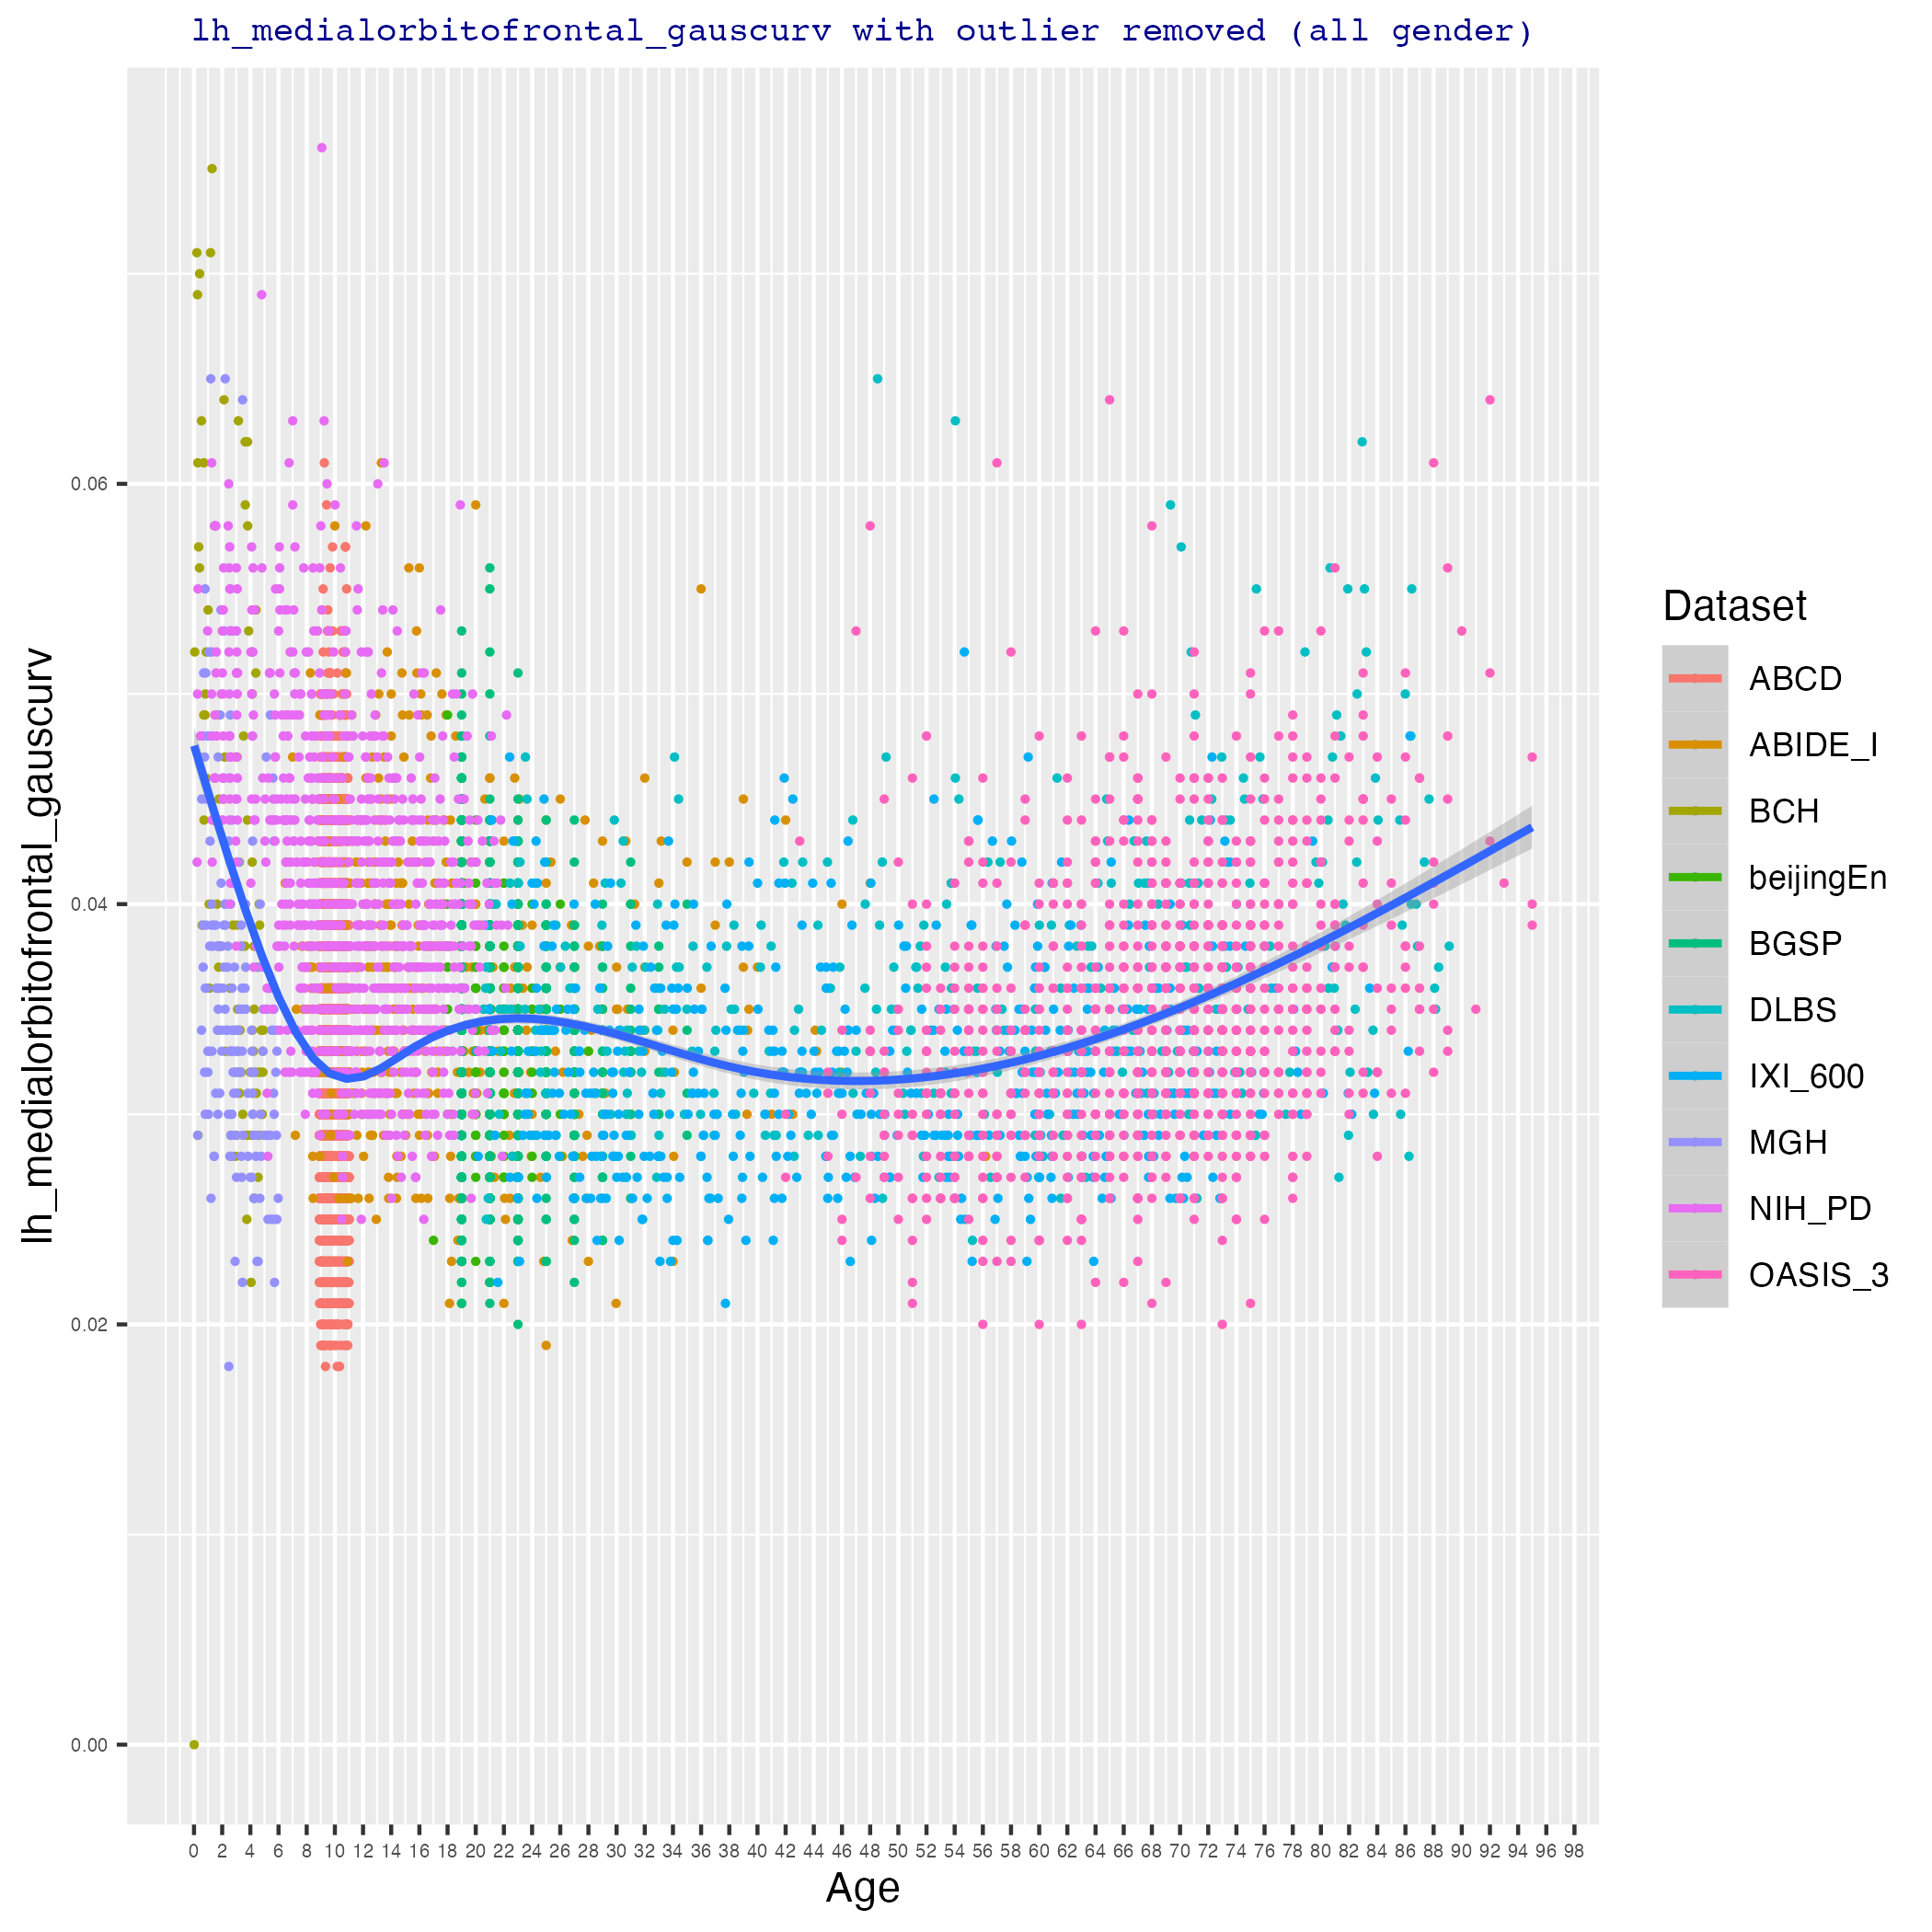 lh_medialorbitofrontal_gauscurv with outlier removed (all gender)
lh_medialorbitofrontal_gauscurv
0.06
0.04
0.02
0.00
0 2 4 6 8 10 12 14 16 18 20 22 24 26 28 30 32 34 36 38 40 42 44 46 48 50 52 54 56 58 60 62 64 66 68 70 72 74 76 78 80 82 84 86 88 90 92 94 96 98
Age
Dataset
ABCD
ABIDE_I
BCH
beijingEn
BGSP
DLBS
IXI_600
MGH
NIH_PD
OASIS_3